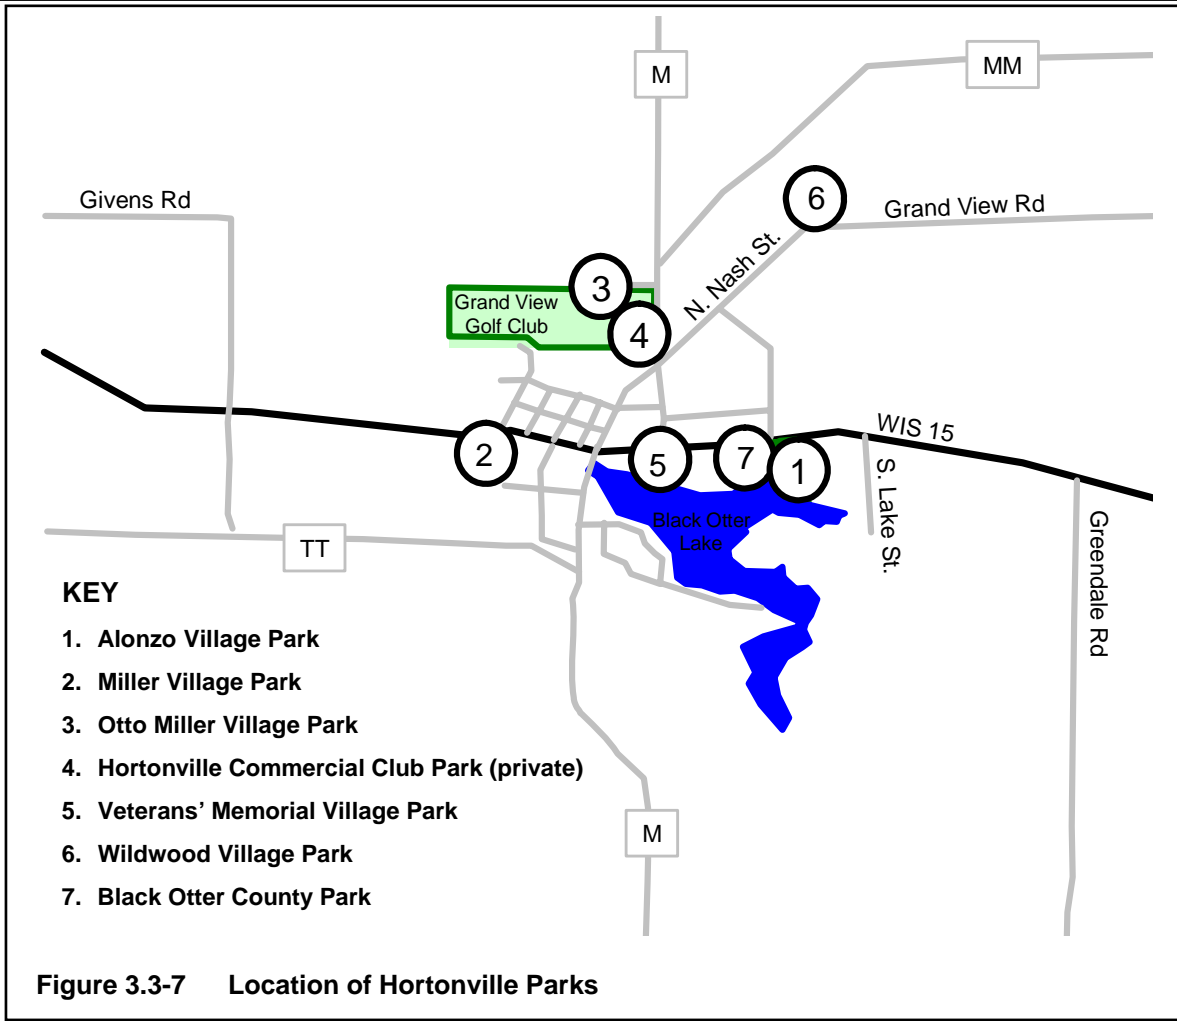 M
MM
6
Givens Rd
Grand View Rd
N. Nash St.
3
Grand View
Golf Club
4
WIS 15
2
5
7
1
S. Lake St.
Black Otter
Lake
Greendale Rd
TT
KEY
1. Alonzo Village Park
2. Miller Village Park
3. Otto Miller Village Park
4. Hortonville Commercial Club Park (private)
5. Veterans’ Memorial Village Park
6. Wildwood Village Park
7. Black Otter County Park
M
Figure 3.3-7 Location of Hortonville Parks